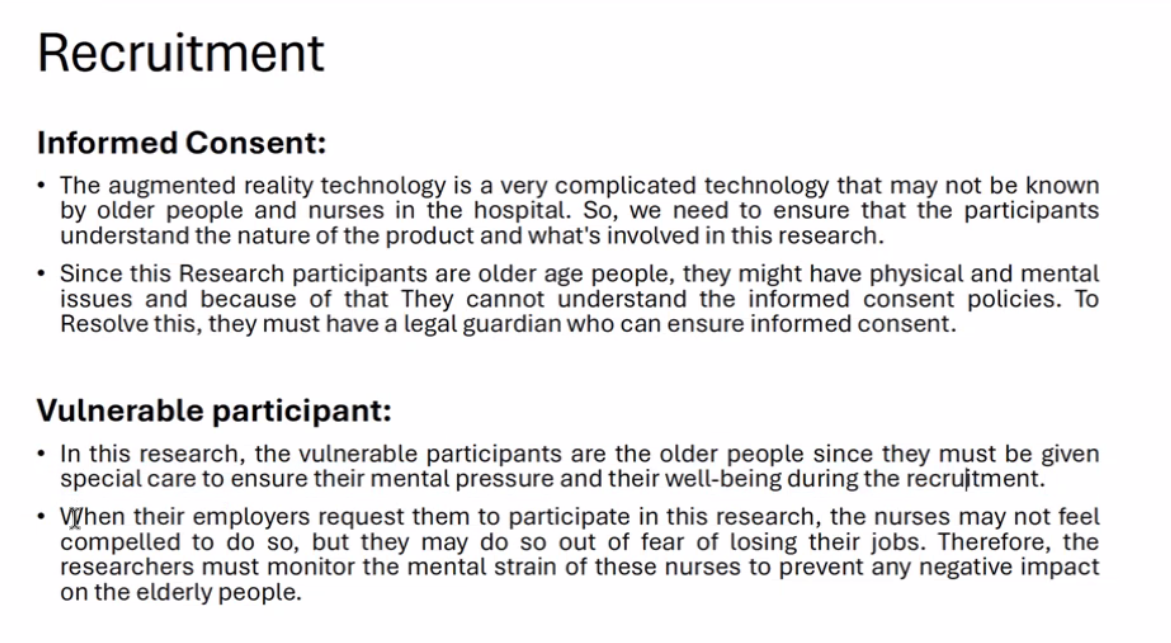 Recruitment
Informed Consent:
• The augmented reality technology is a very complicated technology that may not be known
by older people and nurses in the hospital. So, we need to ensure that the participants
understand the nature of the product and what's involved in this research.
• Since this Research participants are older age people, they might have physical and mental
issues and because of that They cannot understand the informed consent policies. To
Resolve this, they must have a legal guardian who can ensure informed consent.
Vulnerable participant:
• In this research, the vulnerable participants are the older people since they must be given
special care to ensure their mental pressure and their well-being during the recruitment.
• When their employers request them to participate in this research, the nurses may not feel
compelled to do so, but they may do so out of fear of losing their jobs. Therefore, the
researchers must monitor the mental strain of these nurses to prevent any negative impact
on the elderly people.